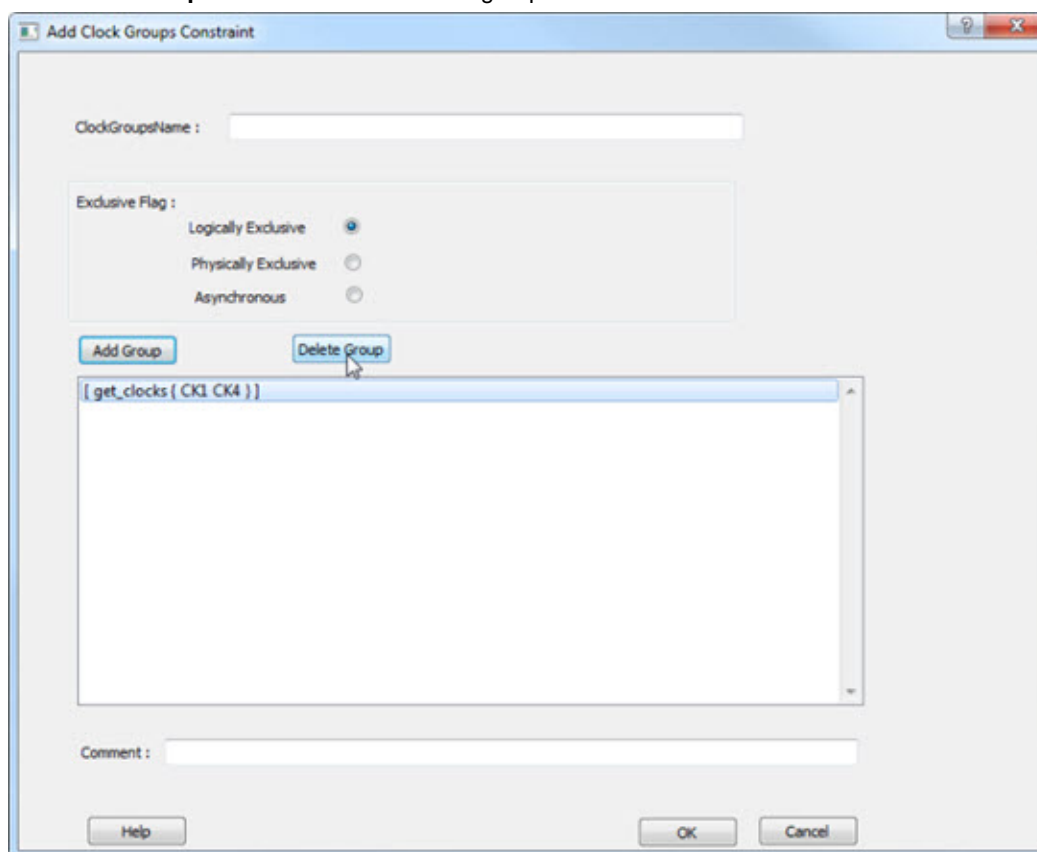 Add Clock Groups Constraint
ClockGroupsName :
Exclusive Flag :
Logically Exclusive
Physically Exclusive
Asynchronous
Add Group Delete Group
[ get_clocks { CK1 CK4 } ]
Comment :
Help OK Cancel